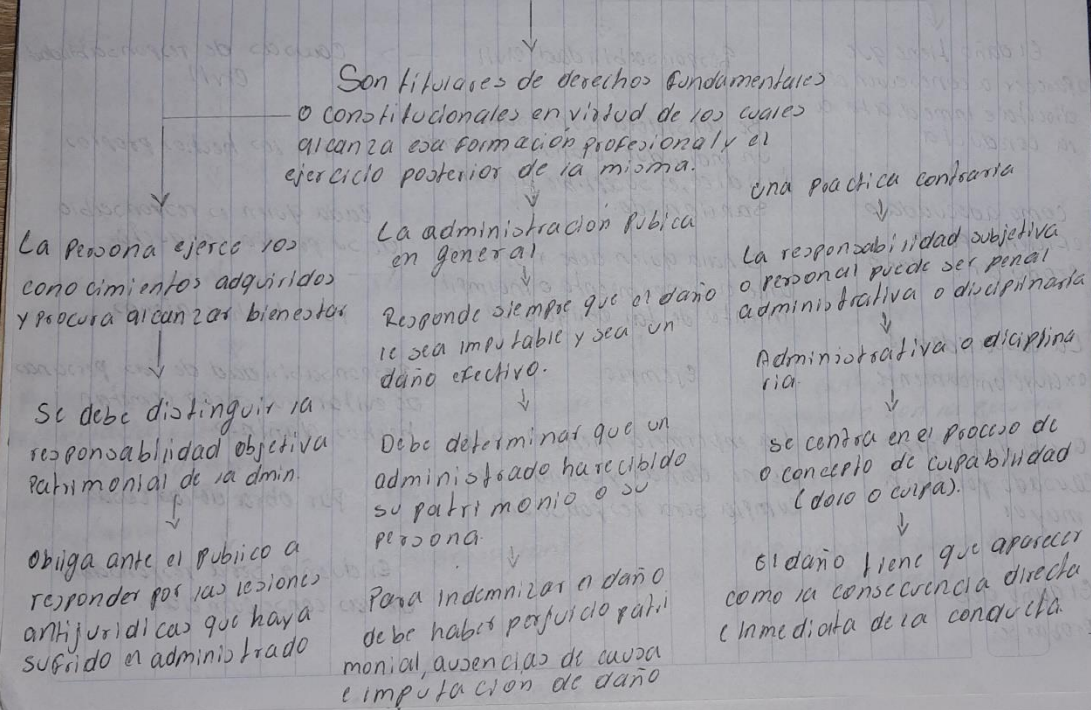 Son titulares de derechos fundamentales
o constitucionales en virtud de los cuales
alcanza esa formación profesional y el
ejercicio posterior de la misma.
La Persona ejerce los
conocimientos adquiridos
y procura alcanzar bienestar
Se debe distinguir la
responsabliidad objetiva
Patrimonial de la admin.
Obliga ante el publico a
responder por las lesiones
antijuridicas que haya
sufrido el administrado
La administración Púbica
en general
Responde siempre que el daño
le sea imputable y sea un
daño efectivo.
Debe determinar que un
administrado ha recibido
su patrimonio o su
persona.
Para indemnizar el daño
debe haber perjuicio patri
monial, ausencias de causa
e imputación de daño
Una practica contraria
La responsabilidad subjetiva
o personal puede ser penal
administrativa o disciplinaria
Administrativa o diciplina
ria.
se centra en el proceso de
o concepto de culpabilidad
(dolo o culpa).
El daño tiene que aparecer
como la consecuencia directa
e inmediata de la conducta.